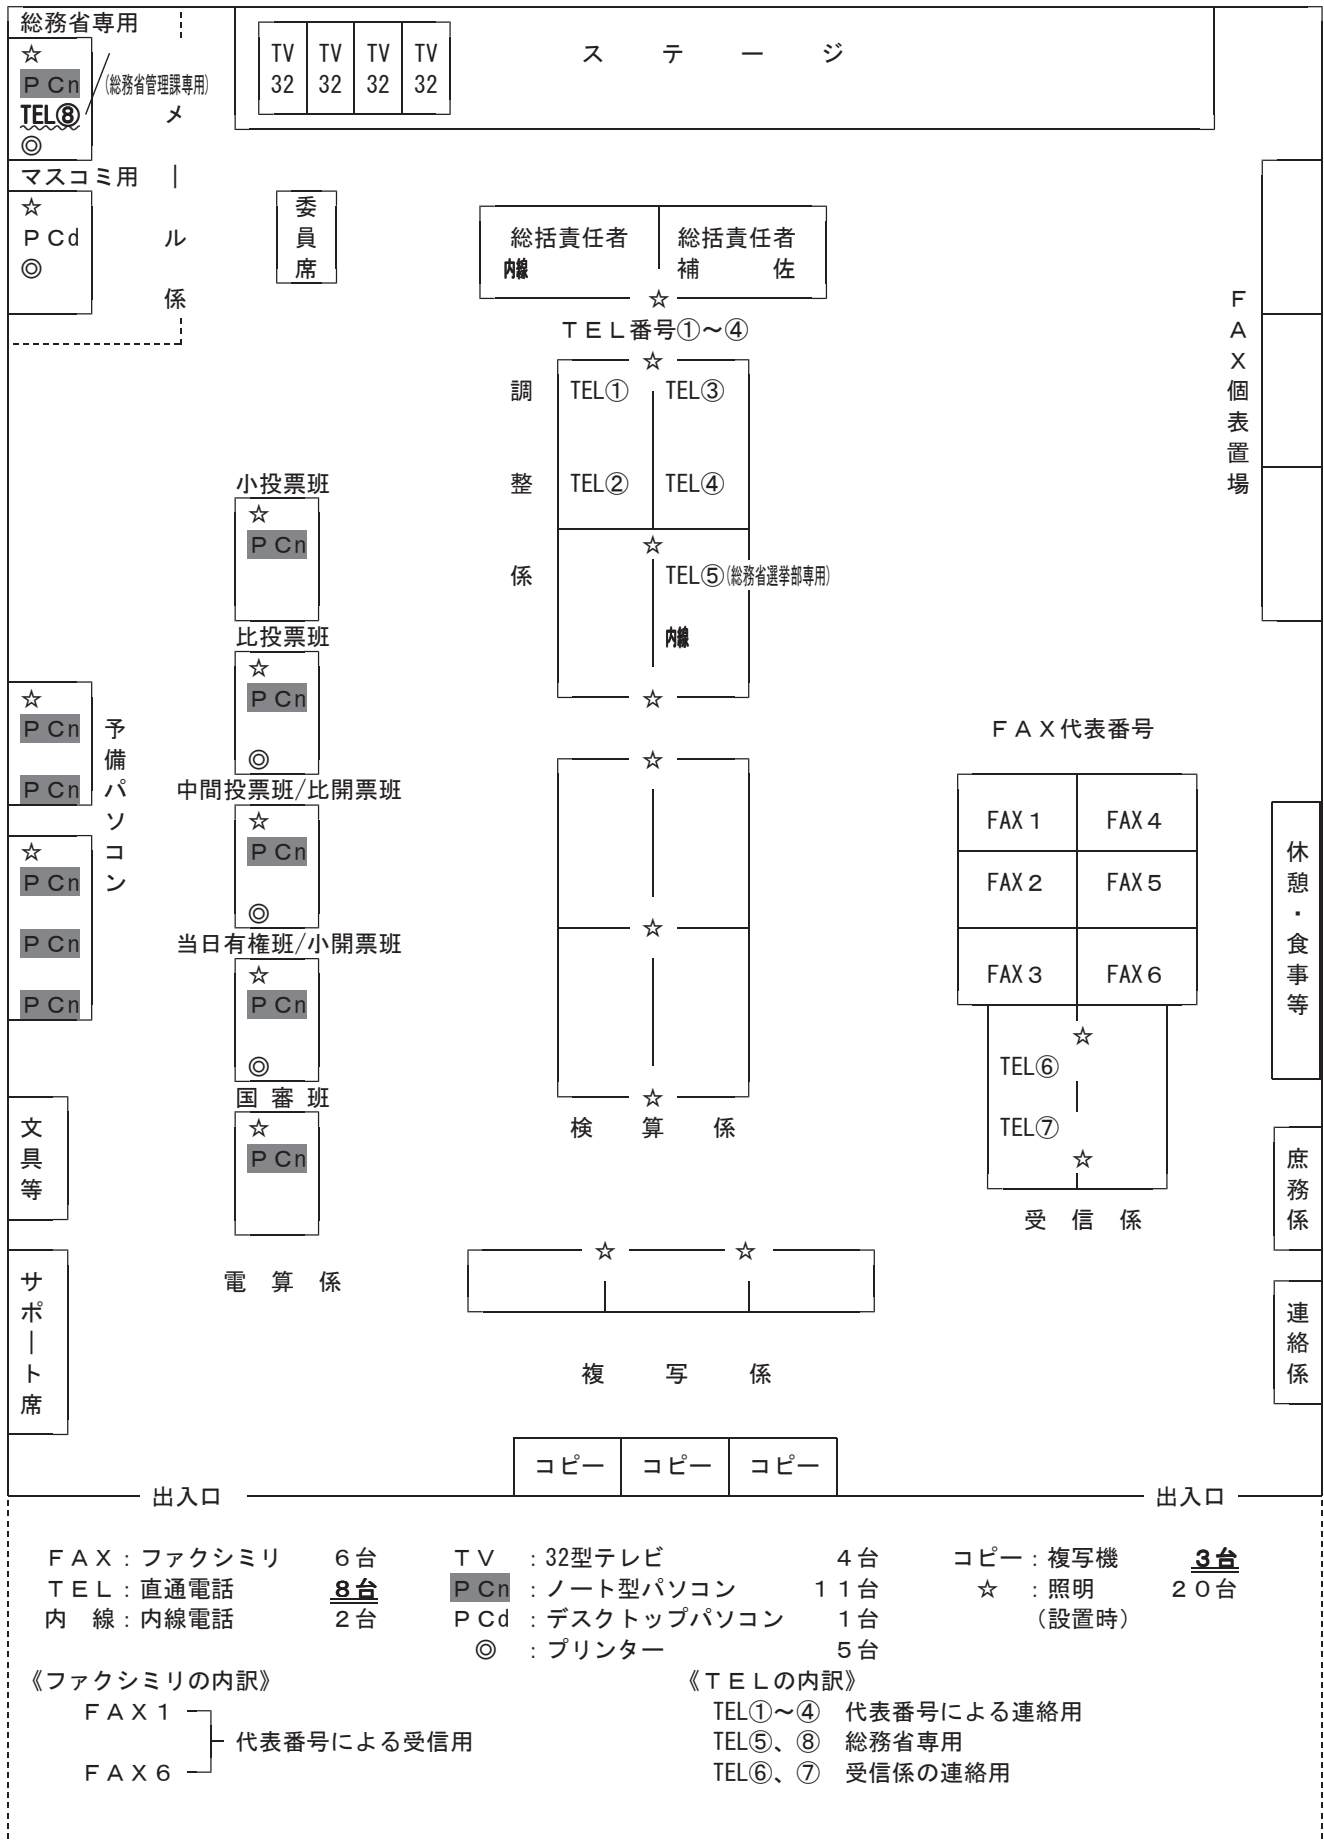 総務省専用
☆
ＰＣn
(総務省管理課専用)
TEL⑧
◎
マスコミ用
☆
ＰＣd
◎
メール係
TV TV TV TV
32 32 32 32
ステージ
委員席
総括責任者 総括責任者
内線 補佐
☆
ＴＥＬ番号①～④
☆
調整係
TEL① TEL③
TEL② TEL④
☆
TEL⑤(総務省選挙部専用)
内線
☆
ＦＡＸ個表置場
小投票班
☆
ＰＣn
比投票班
☆
ＰＣn
◎
中間投票班/比開票班
☆
ＰＣn
◎
当日有権班/小開票班
☆
ＰＣn
◎
国審班
☆
ＰＣn
電算係
☆
ＰＣn
ＰＣn
☆
ＰＣn
ＰＣn
ＰＣn
予備パソコン
文具等
サポート席
☆
☆
☆
検算係
ＦＡＸ代表番号
FAX１ FAX４
FAX２ FAX５
FAX３ FAX６
☆
TEL⑥
TEL⑦
☆
受信係
休憩・食事等
庶務係
連絡係
☆ ☆
複写係
コピー コピー コピー
出入口 出入口
ＦＡＸ：ファクシミリ ６台 ＴＶ ：32型テレビ ４台 コピー：複写機 ３台
ＴＥＬ：直通電話 ８台 ＰＣn ：ノート型パソコン １１台 ☆ ：照明 ２０台
内 線：内線電話 ２台 ＰＣd ：デスクトップパソコン １台 （設置時）
◎ ：プリンター ５台
《ファクシミリの内訳》 《ＴＥＬの内訳》
ＦＡＸ１ TEL①～④ 代表番号による連絡用
代表番号による受信用 TEL⑤、⑧ 総務省専用
ＦＡＸ６ TEL⑥、⑦ 受信係の連絡用